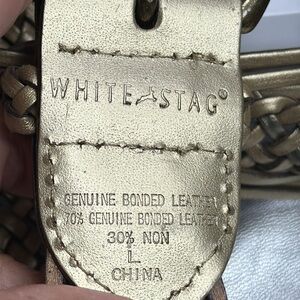 WHITE STAG®
GENUINE BONDED LEATHER
70% GENUINE BONDED LEATHER
30% NON
L
CHINA